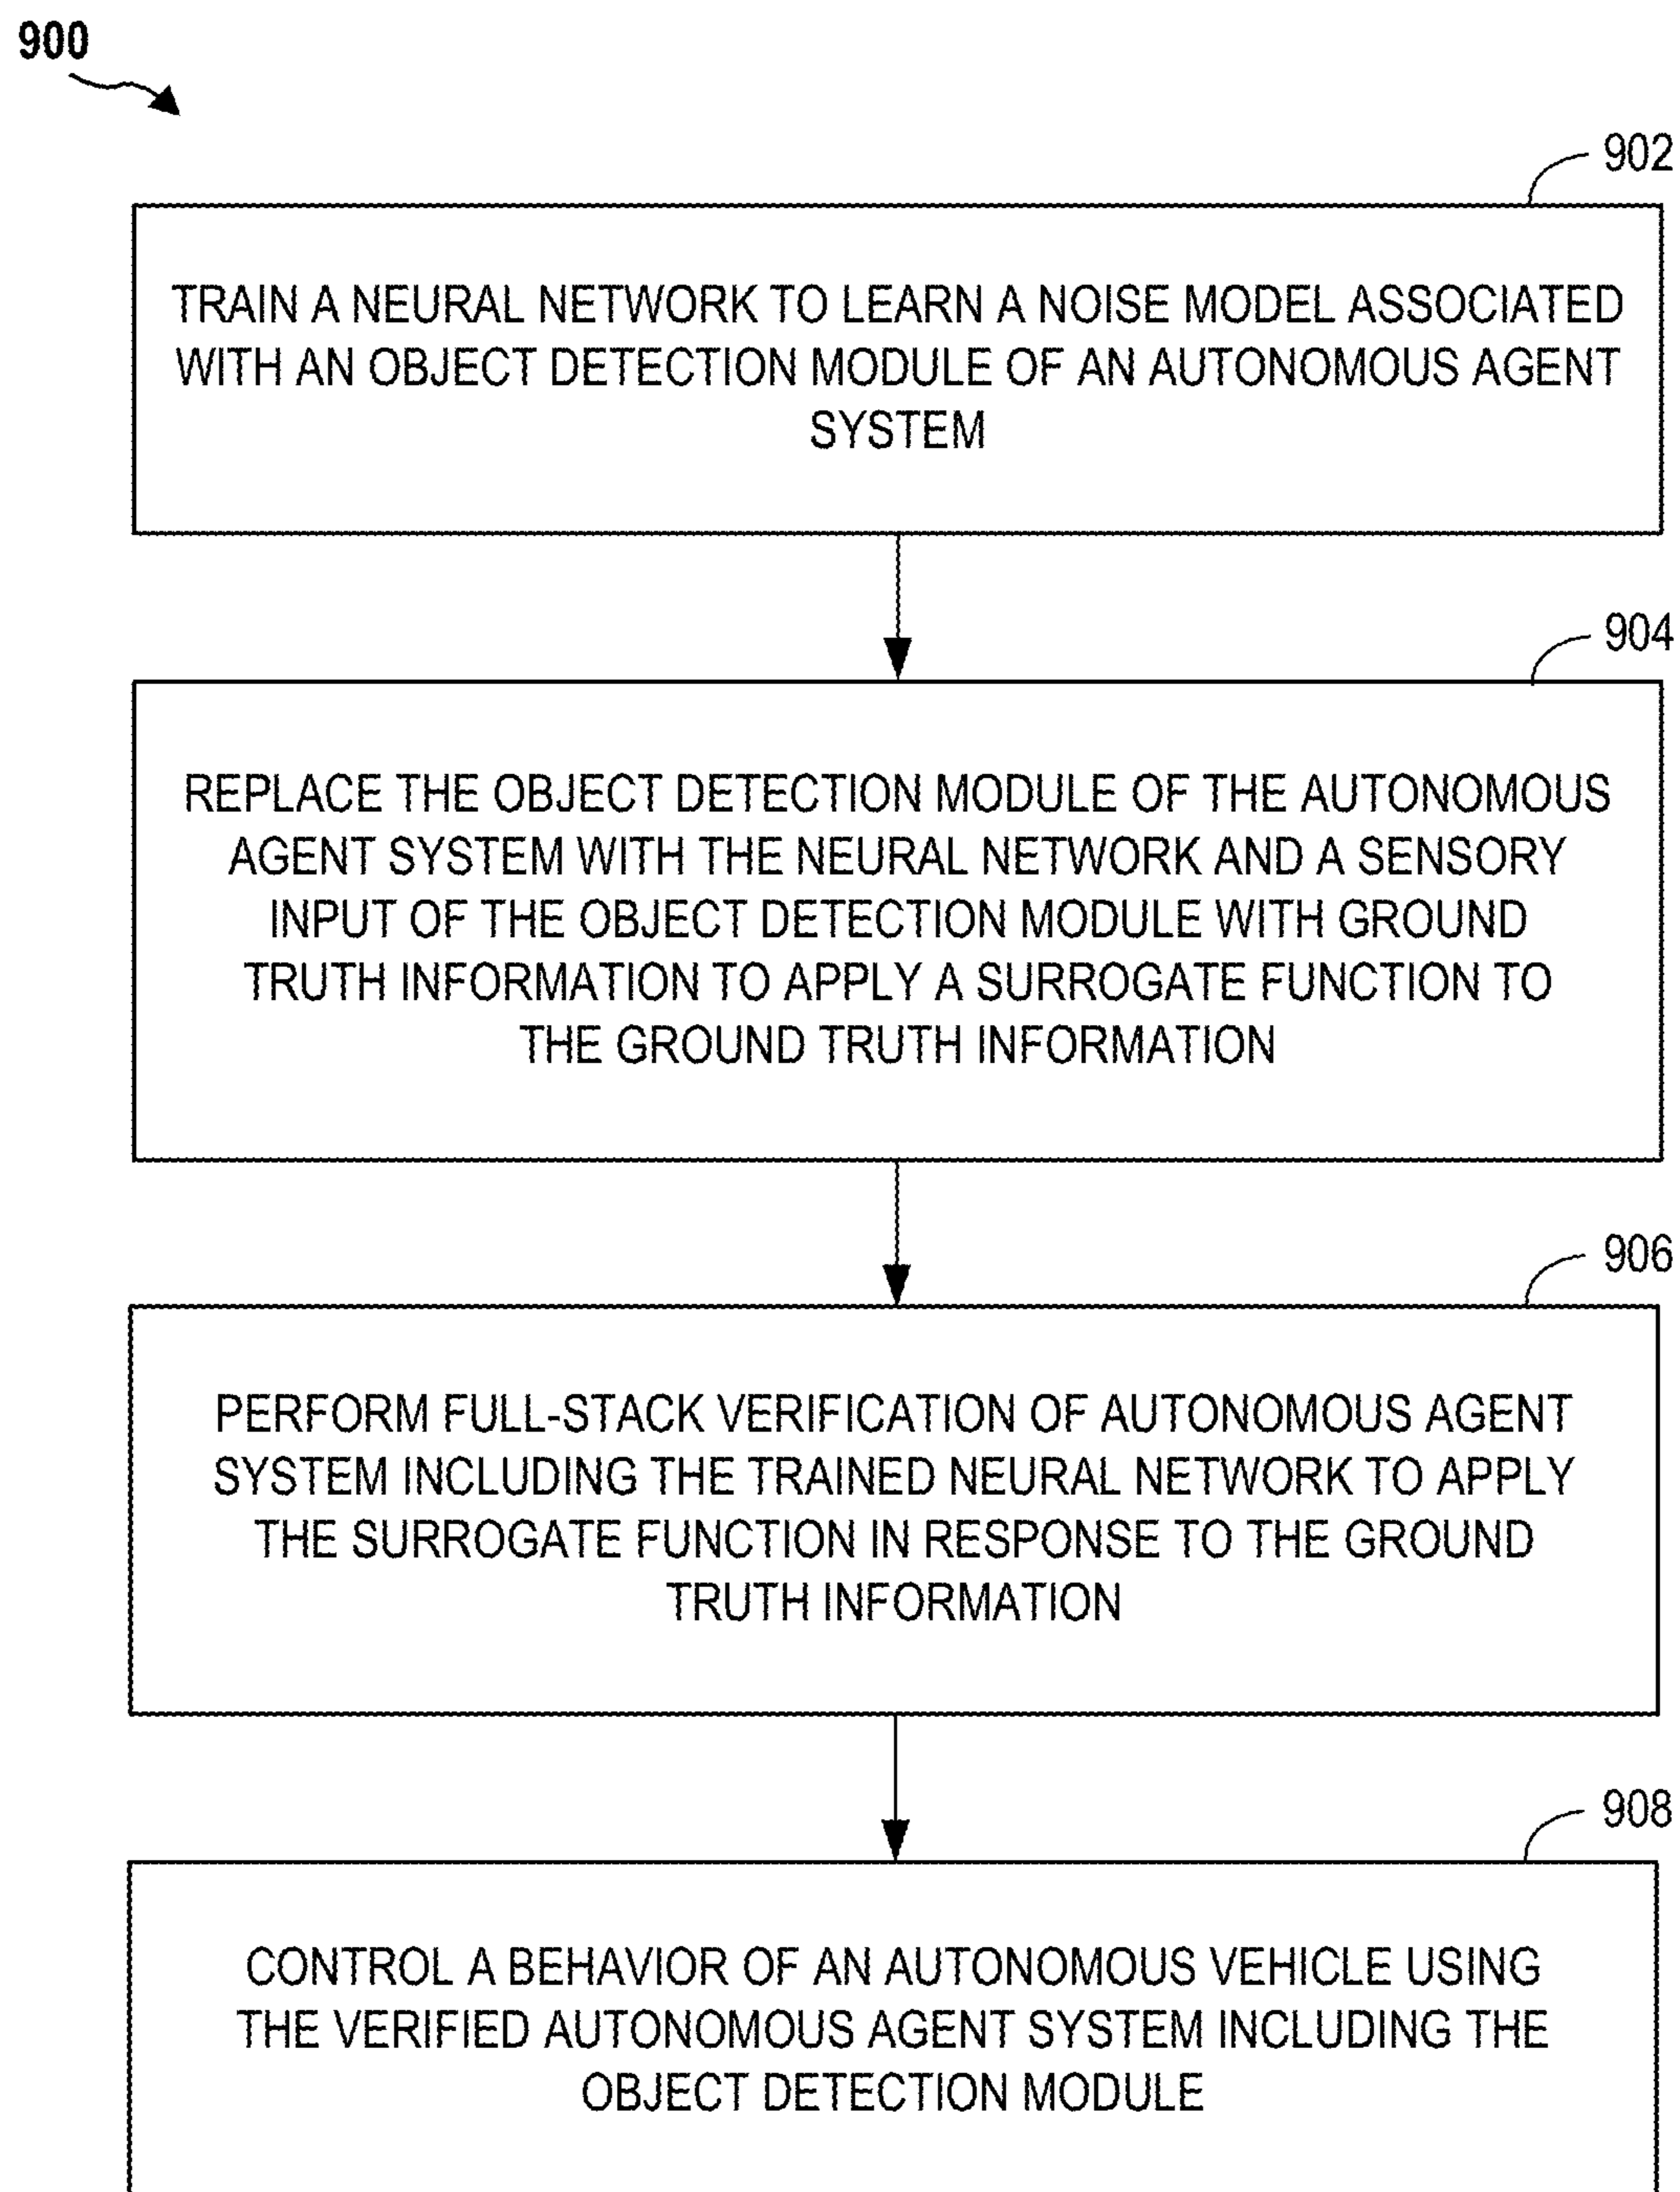 900
902
TRAIN A NEURAL NETWORK TO LEARN A NOISE MODEL ASSOCIATED
WITH AN OBJECT DETECTION MODULE OF AN AUTONOMOUS AGENT
SYSTEM
904
REPLACE THE OBJECT DETECTION MODULE OF THE AUTONOMOUS
AGENT SYSTEM WITH THE NEURAL NETWORK AND A SENSORY
INPUT OF THE OBJECT DETECTION MODULE WITH GROUND
TRUTH INFORMATION TO APPLY A SURROGATE FUNCTION TO
THE GROUND TRUTH INFORMATION
906
PERFORM FULL-STACK VERIFICATION OF AUTONOMOUS AGENT
SYSTEM INCLUDING THE TRAINED NEURAL NETWORK TO APPLY
THE SURROGATE FUNCTION IN RESPONSE TO THE GROUND
TRUTH INFORMATION
908
CONTROL A BEHAVIOR OF AN AUTONOMOUS VEHICLE USING
THE VERIFIED AUTONOMOUS AGENT SYSTEM INCLUDING THE
OBJECT DETECTION MODULE